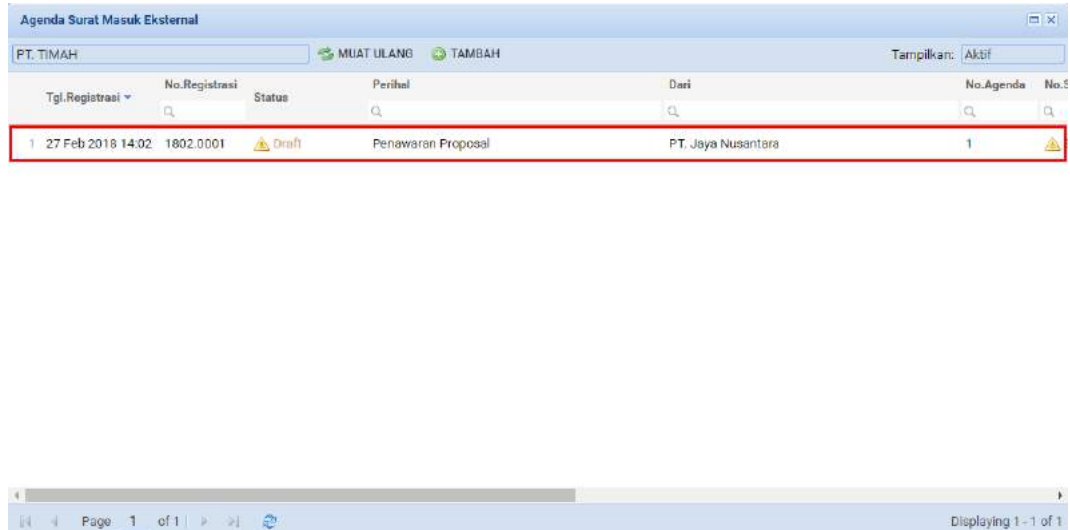 Agenda Surat Masuk Eksternal
PT. TIMAH MUAT ULANG TAMBAH Tampilkan: Aktif
Tgl.Registrasi No.Registrasi Status Perihal Dari No.Agenda No.S
1 27 Feb 2018 14:02 1802.0001 Draft Penawaran Proposal PT. Jaya Nusantara 1
Page 1 of 1 Displaying 1 - 1 of 1